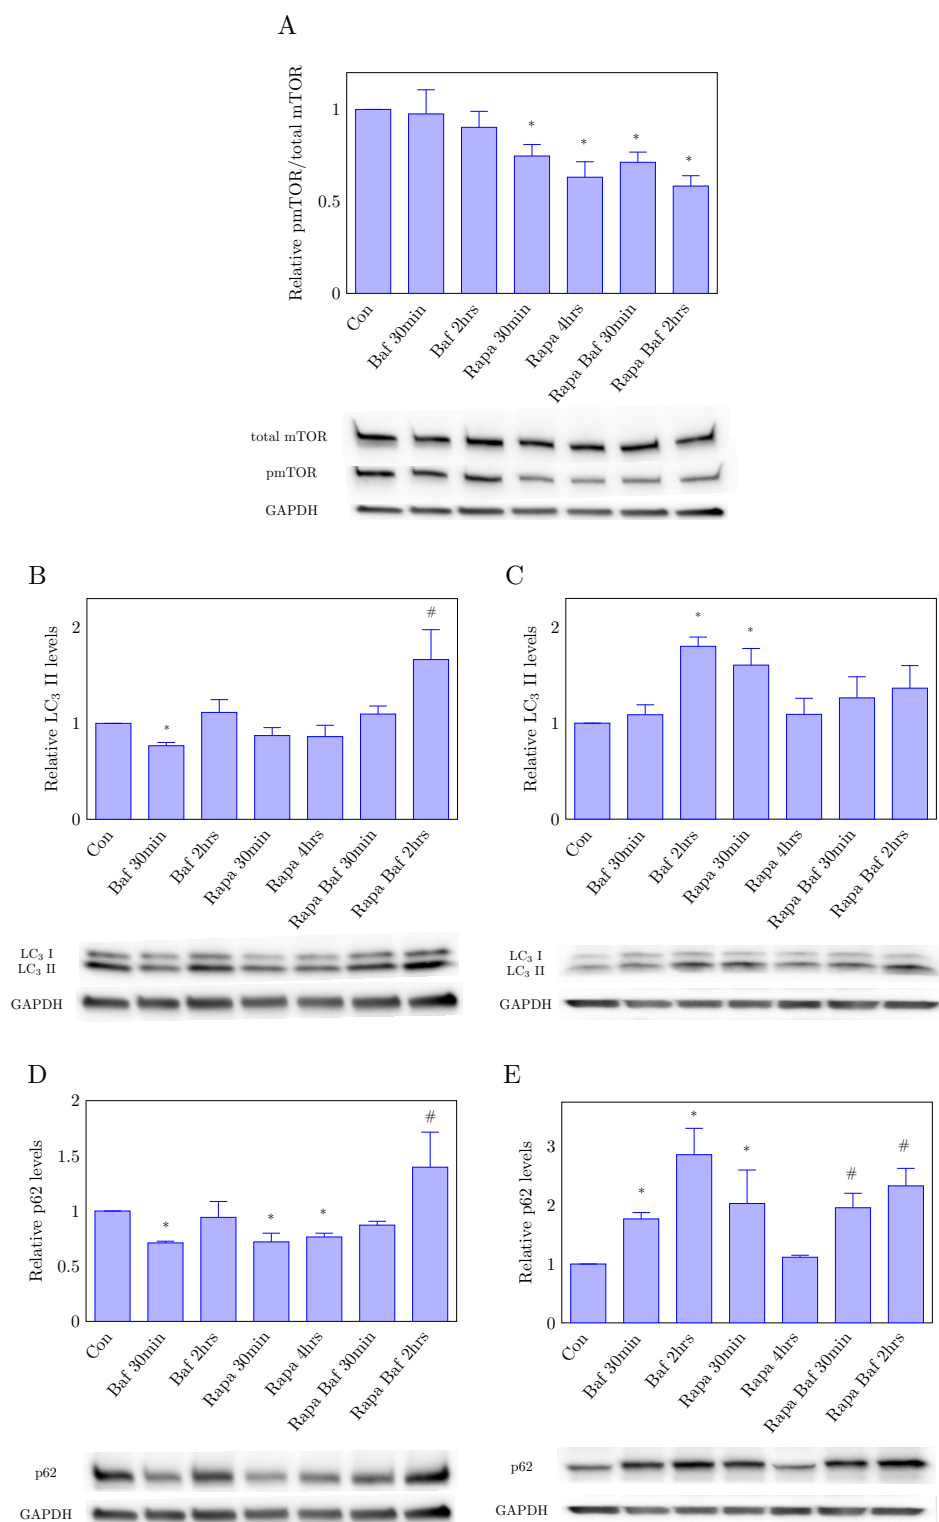 A
Relative pmTOR/total mTOR
1
0.5
0
Con
Baf 30min
Baf 2hrs
Rapa 30min
Rapa 4hrs
Rapa Baf 30min
Rapa Baf 2hrs
*
*
*
*
total mTOR
pmTOR
GAPDH
B
Relative LC₃ II levels
2
1
0
Con
Baf 30min
Baf 2hrs
Rapa 30min
Rapa 4hrs
Rapa Baf 30min
Rapa Baf 2hrs
*
#
LC₃ I
LC₃ II
GAPDH
C
Relative LC₃ II levels
2
1
0
Con
Baf 30min
Baf 2hrs
Rapa 30min
Rapa 4hrs
Rapa Baf 30min
Rapa Baf 2hrs
*
*
LC₃ I
LC₃ II
GAPDH
D
Relative p62 levels
2
1.5
1
0.5
0
Con
Baf 30min
Baf 2hrs
Rapa 30min
Rapa 4hrs
Rapa Baf 30min
Rapa Baf 2hrs
*
*
*
#
p62
GAPDH
E
Relative p62 levels
3
2
1
0
Con
Baf 30min
Baf 2hrs
Rapa 30min
Rapa 4hrs
Rapa Baf 30min
Rapa Baf 2hrs
*
*
*
#
#
p62
GAPDH